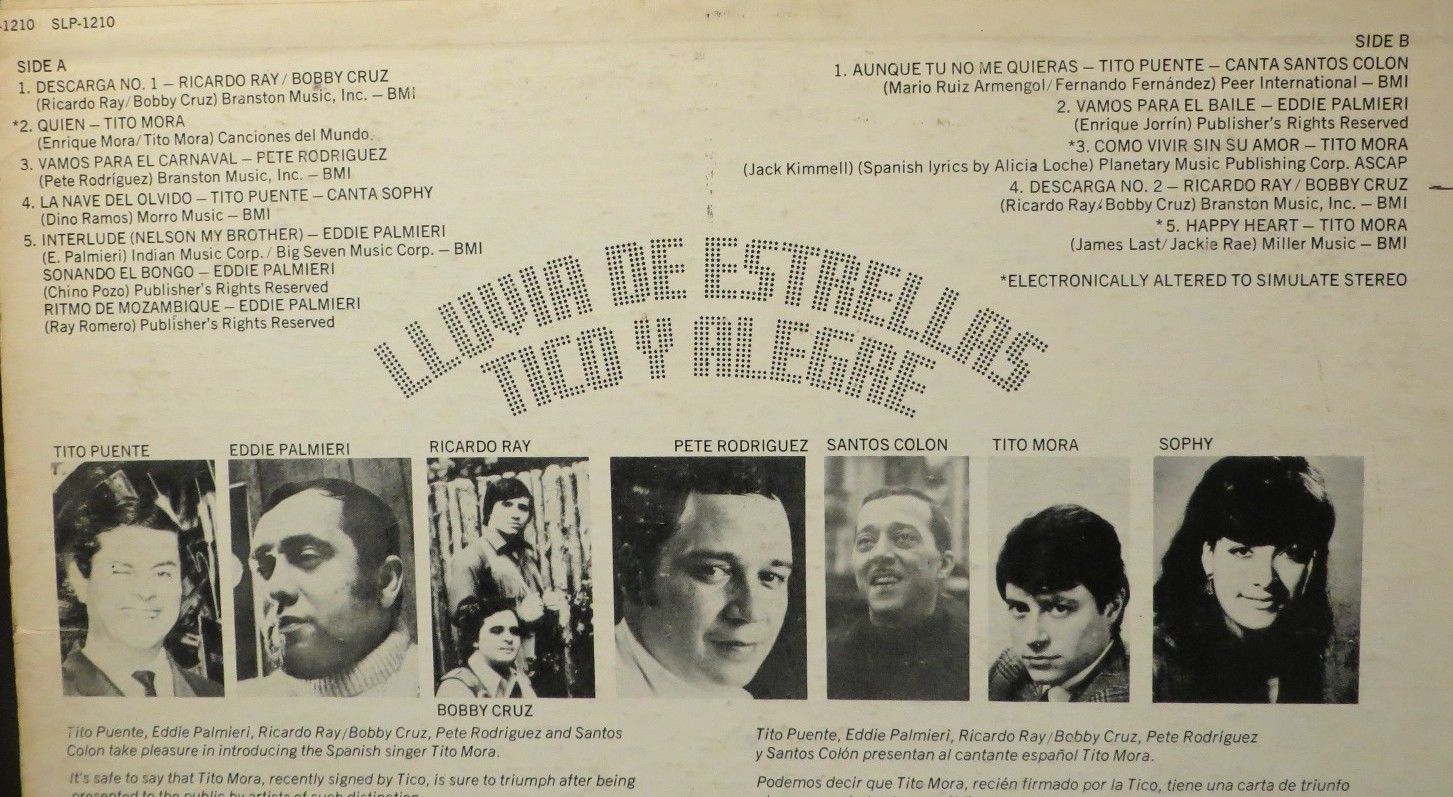 -1210 SLP-1210
SIDE A
1. DESCARGA NO. 1 – RICARDO RAY / BOBBY CRUZ
(Ricardo Ray/Bobby Cruz) Branston Music, Inc. – BMI
*2. QUIEN – TITO MORA
(Enrique Mora/Tito Mora) Canciones del Mundo.
3. VAMOS PARA EL CARNAVAL – PETE RODRIGUEZ
(Pete Rodríguez) Branston Music, Inc. – BMI
4. LA NAVE DEL OLVIDO – TITO PUENTE – CANTA SOPHY
(Dino Ramos) Morro Music – BMI
5. INTERLUDE (NELSON MY BROTHER) – EDDIE PALMIERI
(E. Palmieri) Indian Music Corp. / Big Seven Music Corp. – BMI
SONANDO EL BONGO – EDDIE PALMIERI
(Chino Pozo) Publisher's Rights Reserved
RITMO DE MOZAMBIQUE – EDDIE PALMIERI
(Ray Romero) Publisher's Rights Reserved
SIDE B
1. AUNQUE TU NO ME QUIERAS – TITO PUENTE – CANTA SANTOS COLON
(Mario Ruiz Armengol/Fernando Fernández) Peer International – BMI
2. VAMOS PARA EL BAILE – EDDIE PALMIERI
(Enrique Jorrín) Publisher's Rights Reserved
*3. COMO VIVIR SIN SU AMOR – TITO MORA
(Jack Kimmell) (Spanish lyrics by Alicia Loche) Planetary Music Publishing Corp. ASCAP
4. DESCARGA NO. 2 – RICARDO RAY / BOBBY CRUZ
(Ricardo Ray/Bobby Cruz) Branston Music, Inc. – BMI
*5. HAPPY HEART – TITO MORA
(James Last/Jackie Rae) Miller Music – BMI
*ELECTRONICALLY ALTERED TO SIMULATE STEREO
LLUVIA DE ESTRELLAS
TICO Y ALEGRE
TITO PUENTE
EDDIE PALMIERI
RICARDO RAY
PETE RODRIGUEZ
SANTOS COLON
TITO MORA
SOPHY
BOBBY CRUZ
Tito Puente, Eddie Palmieri, Ricardo Ray/Bobby Cruz, Pete Rodriguez and Santos
Colon take pleasure in introducing the Spanish singer Tito Mora.
It's safe to say that Tito Mora, recently signed by Tico, is sure to triumph after being
presented to the public by artists of such distinction.
Tito Puente, Eddie Palmieri, Ricardo Ray/Bobby Cruz, Pete Rodriguez
y Santos Colón presentan al cantante español Tito Mora.
Podemos decir que Tito Mora, recién firmado por la Tico, tiene una carta de triunfo